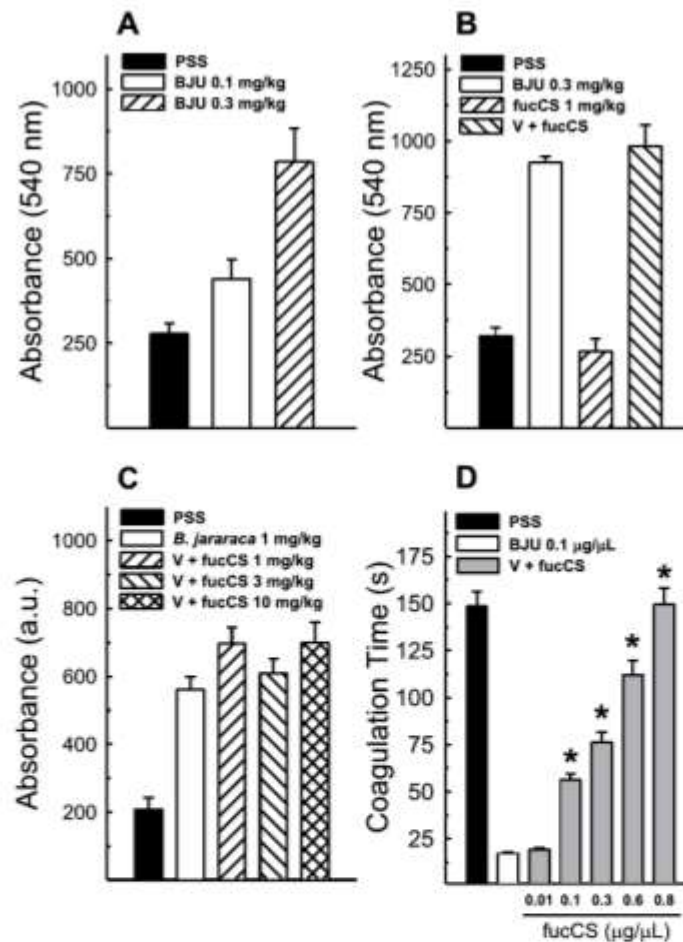 A
PSS
BJU 0.1 mg/kg
BJU 0.3 mg/kg
Absorbance (540 nm)
1000
750
500
250
B
PSS
BJU 0.3 mg/kg
fucCS 1 mg/kg
V + fucCS
Absorbance (540 nm)
1250
1000
750
500
250
C
PSS
B. jararaca 1 mg/kg
V + fucCS 1 mg/kg
V + fucCS 3 mg/kg
V + fucCS 10 mg/kg
Absorbance (a.u.)
1000
800
600
400
200
D
PSS
BJU 0.1 μg/μL
V + fucCS
Coagulation Time (s)
175
150
125
100
75
50
25
* * * *
0.01 0.1 0.3 0.6 0.8
fucCS (μg/μL)